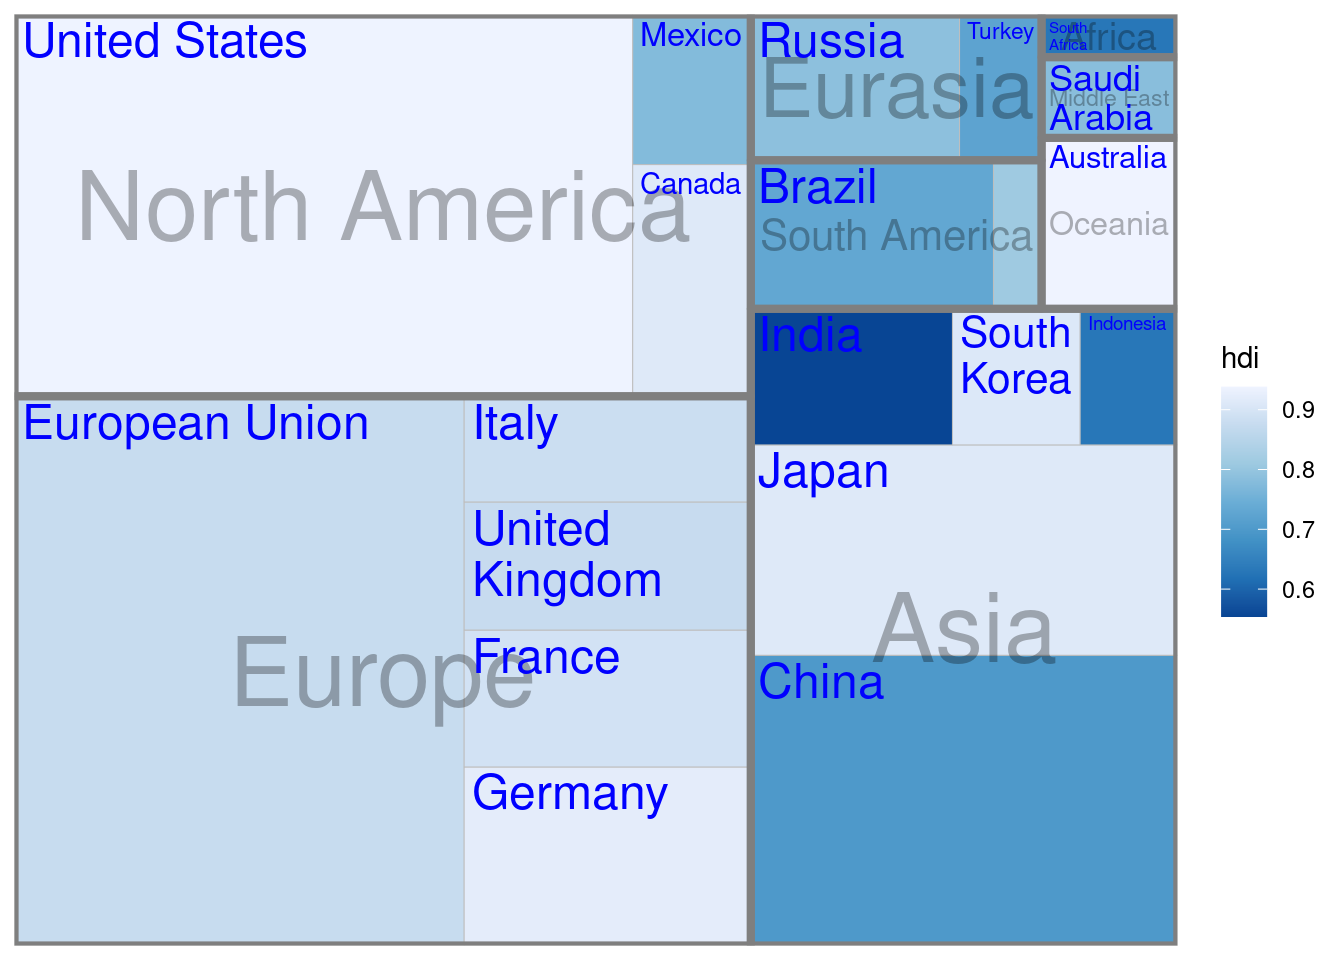 United States
Mexico
Canada
North America
European Union
Italy
United
Kingdom
France
Germany
Europe
Russia
Turkey
Eurasia
Brazil
South America
South
Africa
Africa
Saudi
Arabia
Middle East
Australia
Oceania
India
South
Korea
Indonesia
Japan
China
Asia
hdi
0.9
0.8
0.7
0.6